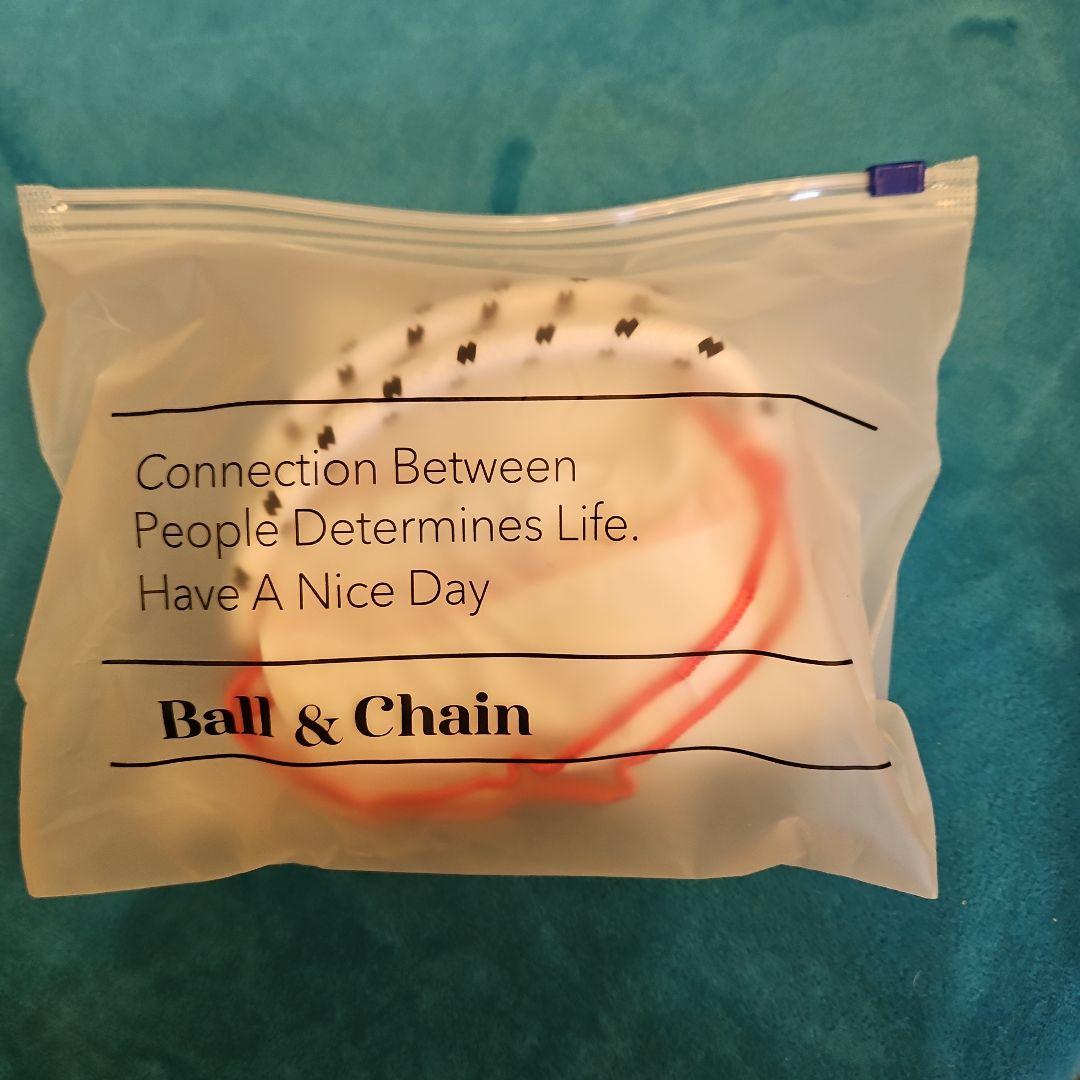 Connection Between
People Determines Life.
Have A Nice Day
Ball & Chain